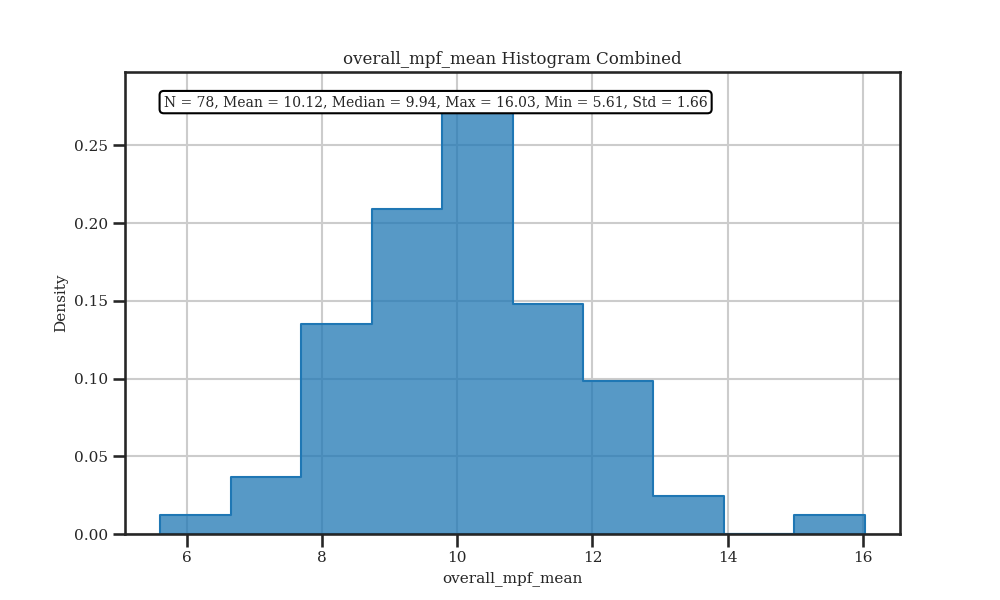 overall_mpf_mean Histogram Combined
N = 78, Mean = 10.12, Median = 9.94, Max = 16.03, Min = 5.61, Std = 1.66
0.25
0.20
0.15
0.10
0.05
0.00
Density
6 8 10 12 14 16
overall_mpf_mean